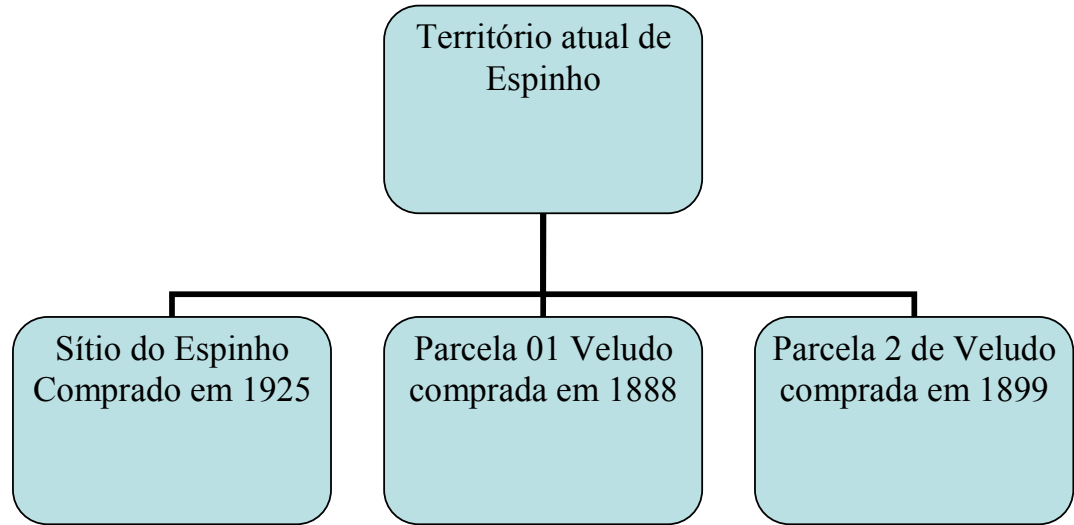 Território atual de
Espinho
Sítio do Espinho
Comprado em 1925
Parcela 01 Veludo
comprada em 1888
Parcela 2 de Veludo
comprada em 1899